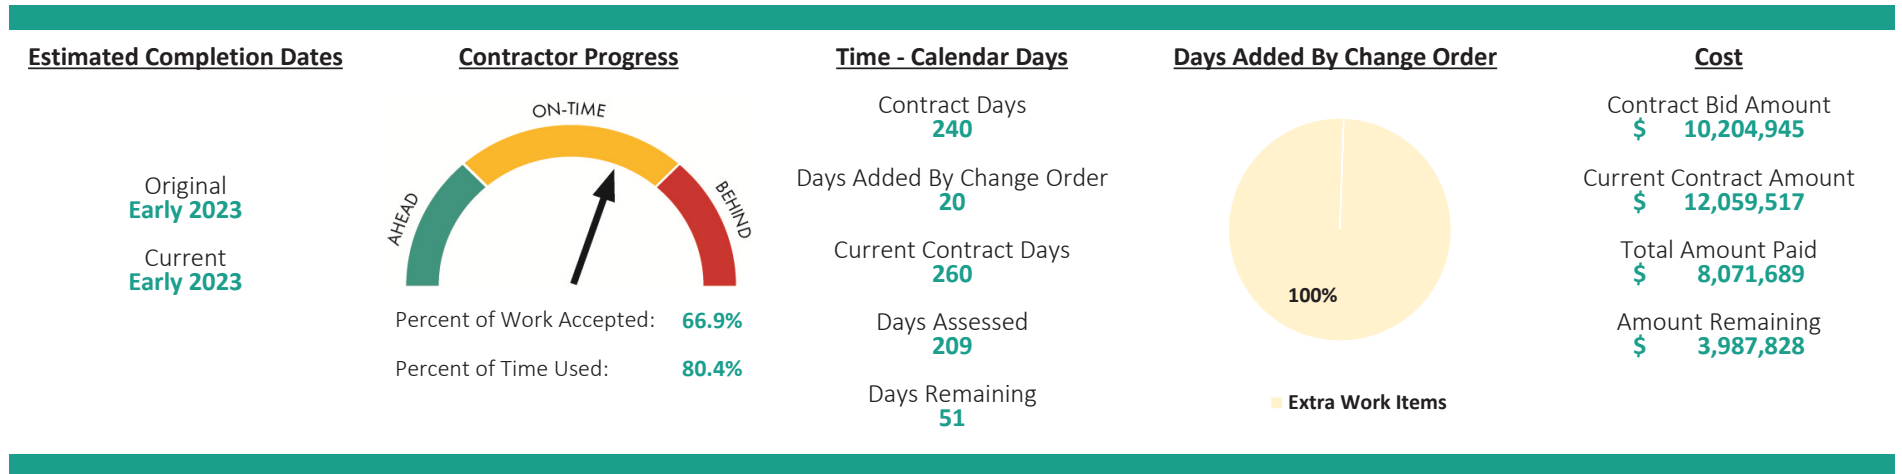 Estimated Completion Dates
Original
Early 2023
Current
Early 2023
Contractor Progress
AHEAD
ON-TIME
BEHIND
Percent of Work Accepted: 66.9%
Percent of Time Used: 80.4%
Time - Calendar Days
Contract Days
240
Days Added By Change Order
20
Current Contract Days
260
Days Assessed
209
Days Remaining
51
Days Added By Change Order
100%
Extra Work Items
Cost
Contract Bid Amount
$ 10,204,945
Current Contract Amount
$ 12,059,517
Total Amount Paid
$ 8,071,689
Amount Remaining
$ 3,987,828